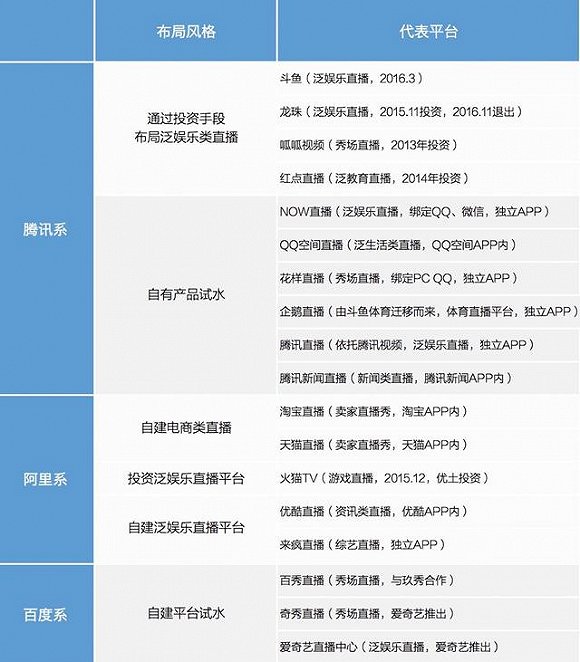 布局风格
代表平台
腾讯系
通过投资手段
布局泛娱乐类直播
斗鱼（泛娱乐直播，2016.3）
龙珠（泛娱乐直播，2015.11投资，2016.11退出）
呱呱视频（秀场直播，2013年投资）
红点直播（泛教育直播，2014年投资）
自有产品试水
NOW直播（泛娱乐直播，绑定QQ、微信，独立APP）
QQ空间直播（泛生活类直播，QQ空间APP内）
花样直播（秀场直播，绑定PC QQ，独立APP）
企鹅直播（由斗鱼体育迁移而来，体育直播平台，独立APP）
腾讯直播（依托腾讯视频，泛娱乐直播，独立APP）
腾讯新闻直播（新闻类直播，腾讯新闻APP内）
阿里系
自建电商类直播
淘宝直播（卖家直播秀，淘宝APP内）
天猫直播（卖家直播秀，天猫APP内）
投资泛娱乐直播平台
火猫TV（游戏直播，2015.12，优土投资）
自建泛娱乐直播平台
优酷直播（资讯类直播，优酷APP内）
来疯直播（综艺直播，独立APP）
百度系
自建平台试水
百秀直播（秀场直播，与玖秀合作）
奇秀直播（秀场直播，爱奇艺推出）
爱奇艺直播中心（泛娱乐直播，爱奇艺推出）